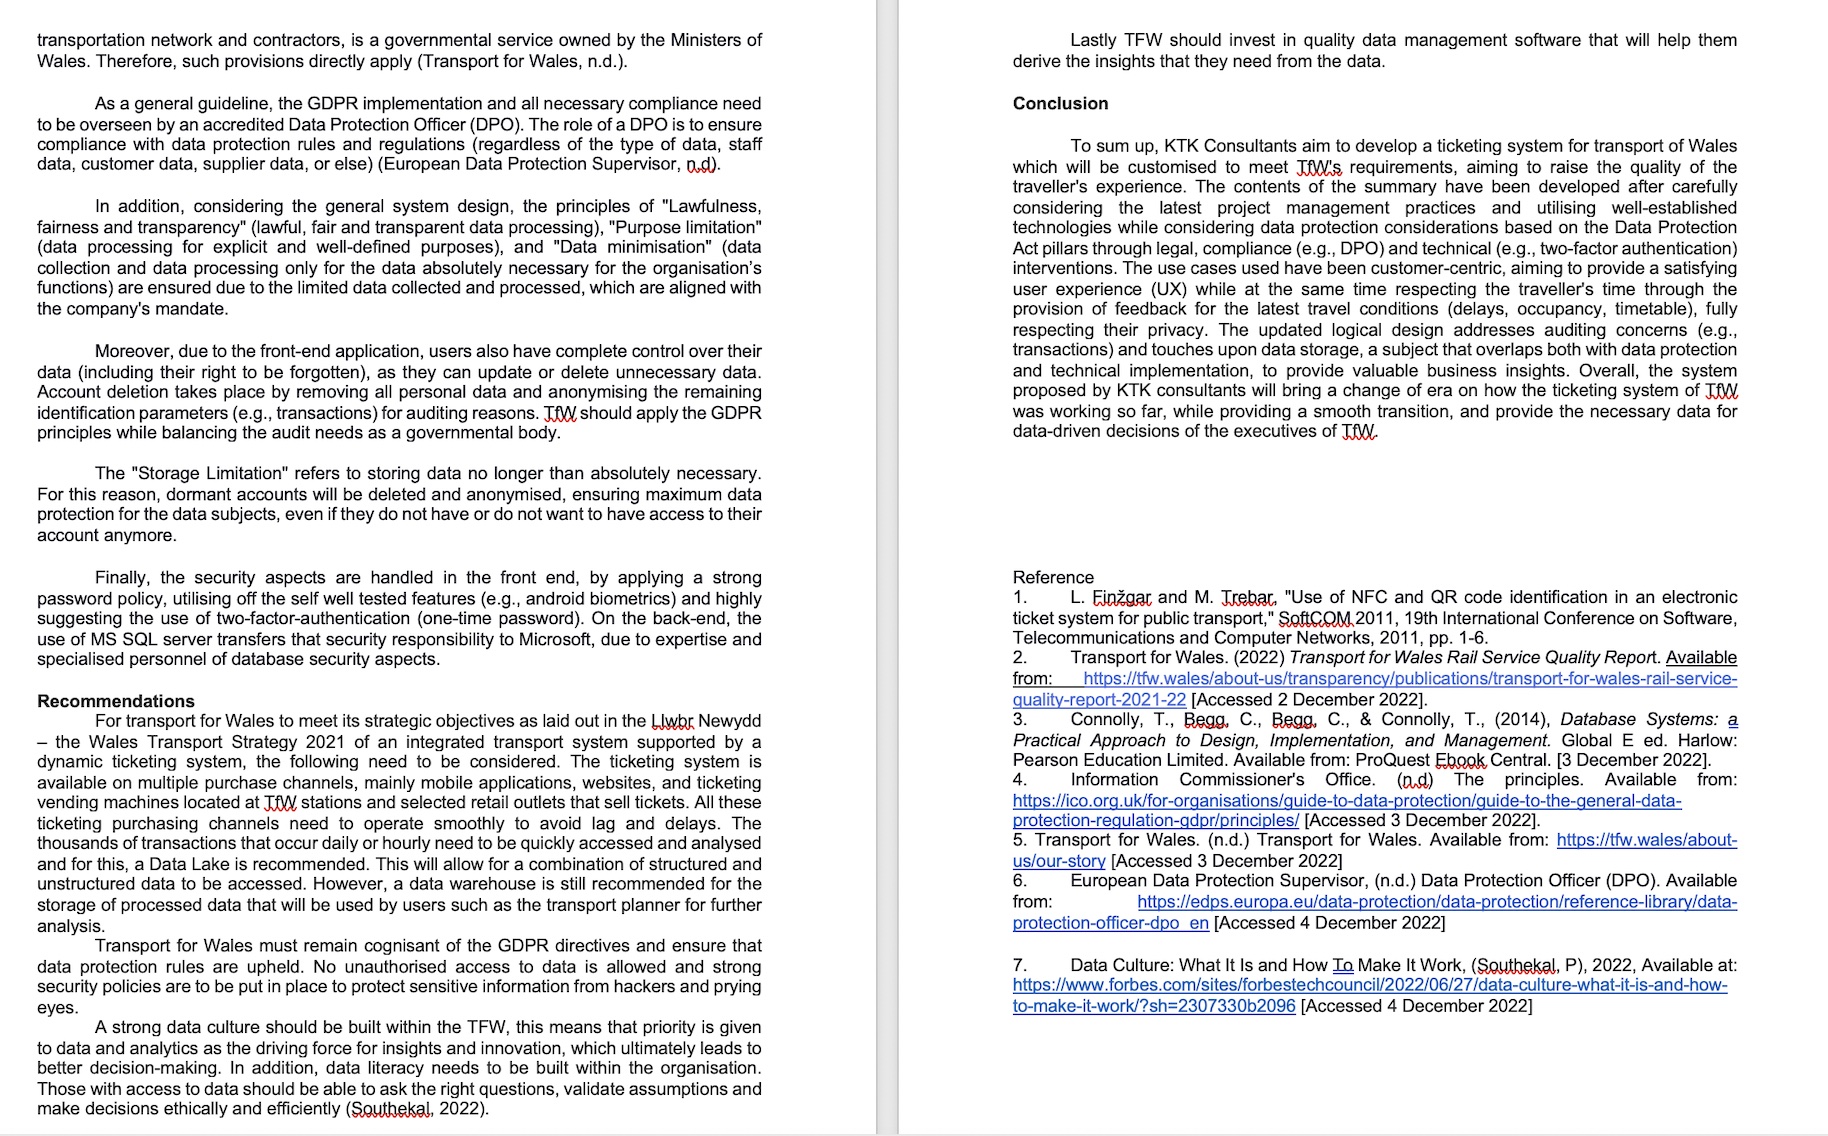 transportation network and contractors, is a governmental service owned by the Ministers of
Wales. Therefore, such provisions directly apply (Transport for Wales, n.d.).
As a general guideline, the GDPR implementation and all necessary compliance need
to be overseen by an accredited Data Protection Officer (DPO). The role of a DPO is to ensure
compliance with data protection rules and regulations (regardless of the type of data, staff
data, customer data, supplier data, or else) (European Data Protection Supervisor, n.d).
In addition, considering the general system design, the principles of "Lawfulness,
fairness and transparency" (lawful, fair and transparent data processing), "Purpose limitation"
(data processing for explicit and well-defined purposes), and "Data minimisation" (data
collection and data processing only for the data absolutely necessary for the organisation’s
functions) are ensured due to the limited data collected and processed, which are aligned with
the company's mandate.
Moreover, due to the front-end application, users also have complete control over their
data (including their right to be forgotten), as they can update or delete unnecessary data.
Account deletion takes place by removing all personal data and anonymising the remaining
identification parameters (e.g., transactions) for auditing reasons. TfW should apply the GDPR
principles while balancing the audit needs as a governmental body.
The "Storage Limitation" refers to storing data no longer than absolutely necessary.
For this reason, dormant accounts will be deleted and anonymised, ensuring maximum data
protection for the data subjects, even if they do not have or do not want to have access to their
account anymore.
Finally, the security aspects are handled in the front end, by applying a strong
password policy, utilising off the self well tested features (e.g., android biometrics) and highly
suggesting the use of two-factor-authentication (one-time password). On the back-end, the
use of MS SQL server transfers that security responsibility to Microsoft, due to expertise and
specialised personnel of database security aspects.
Recommendations
For transport for Wales to meet its strategic objectives as laid out in the Llwbr Newydd
– the Wales Transport Strategy 2021 of an integrated transport system supported by a
dynamic ticketing system, the following need to be considered. The ticketing system is
available on multiple purchase channels, mainly mobile applications, websites, and ticketing
vending machines located at TfW stations and selected retail outlets that sell tickets. All these
ticketing purchasing channels need to operate smoothly to avoid lag and delays. The
thousands of transactions that occur daily or hourly need to be quickly accessed and analysed
and for this, a Data Lake is recommended. This will allow for a combination of structured and
unstructured data to be accessed. However, a data warehouse is still recommended for the
storage of processed data that will be used by users such as the transport planner for further
analysis.
Transport for Wales must remain cognisant of the GDPR directives and ensure that
data protection rules are upheld. No unauthorised access to data is allowed and strong
security policies are to be put in place to protect sensitive information from hackers and prying
eyes.
A strong data culture should be built within the TFW, this means that priority is given
to data and analytics as the driving force for insights and innovation, which ultimately leads to
better decision-making. In addition, data literacy needs to be built within the organisation.
Those with access to data should be able to ask the right questions, validate assumptions and
make decisions ethically and efficiently (Southekal, 2022).
Lastly TFW should invest in quality data management software that will help them
derive the insights that they need from the data.
Conclusion
To sum up, KTK Consultants aim to develop a ticketing system for transport of Wales
which will be customised to meet TfW's requirements, aiming to raise the quality of the
traveller's experience. The contents of the summary have been developed after carefully
considering the latest project management practices and utilising well-established
technologies while considering data protection considerations based on the Data Protection
Act pillars through legal, compliance (e.g., DPO) and technical (e.g., two-factor authentication)
interventions. The use cases used have been customer-centric, aiming to provide a satisfying
user experience (UX) while at the same time respecting the traveller's time through the
provision of feedback for the latest travel conditions (delays, occupancy, timetable), fully
respecting their privacy. The updated logical design addresses auditing concerns (e.g.,
transactions) and touches upon data storage, a subject that overlaps both with data protection
and technical implementation, to provide valuable business insights. Overall, the system
proposed by KTK consultants will bring a change of era on how the ticketing system of TfW
was working so far, while providing a smooth transition, and provide the necessary data for
data-driven decisions of the executives of TfW.
Reference
1. L. Finžgar and M. Trebar, "Use of NFC and QR code identification in an electronic
ticket system for public transport," SoftCOM 2011, 19th International Conference on Software,
Telecommunications and Computer Networks, 2011, pp. 1-6.
2. Transport for Wales. (2022) Transport for Wales Rail Service Quality Report. Available
from: https://tfw.wales/about-us/transparency/publications/transport-for-wales-rail-service-
quality-report-2021-22 [Accessed 2 December 2022].
3. Connolly, T., Begg, C., Begg, C., & Connolly, T., (2014), Database Systems: a
Practical Approach to Design, Implementation, and Management. Global E ed. Harlow:
Pearson Education Limited. Available from: ProQuest Ebook Central. [3 December 2022].
4. Information Commissioner's Office. (n.d) The principles. Available from:
https://ico.org.uk/for-organisations/guide-to-data-protection/guide-to-the-general-data-
protection-regulation-gdpr/principles/ [Accessed 3 December 2022].
5. Transport for Wales. (n.d.) Transport for Wales. Available from: https://tfw.wales/about-
us/our-story [Accessed 3 December 2022]
6. European Data Protection Supervisor, (n.d.) Data Protection Officer (DPO). Available
from: https://edps.europa.eu/data-protection/data-protection/reference-library/data-
protection-officer-dpo_en [Accessed 4 December 2022]
7. Data Culture: What It Is and How To Make It Work, (Southekal, P), 2022, Available at:
https://www.forbes.com/sites/forbestechcouncil/2022/06/27/data-culture-what-it-is-and-how-
to-make-it-work/?sh=2307330b2096 [Accessed 4 December 2022]